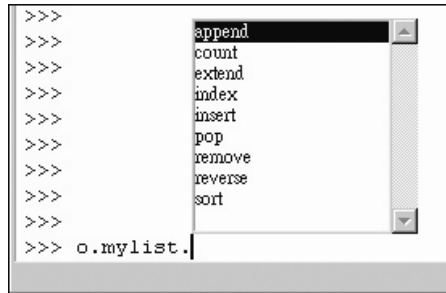 >>>
>>>
>>>
>>>
>>>
>>>
>>>
>>>
>>>
>>> o.mylist.
append
count
extend
index
insert
pop
remove
reverse
sort